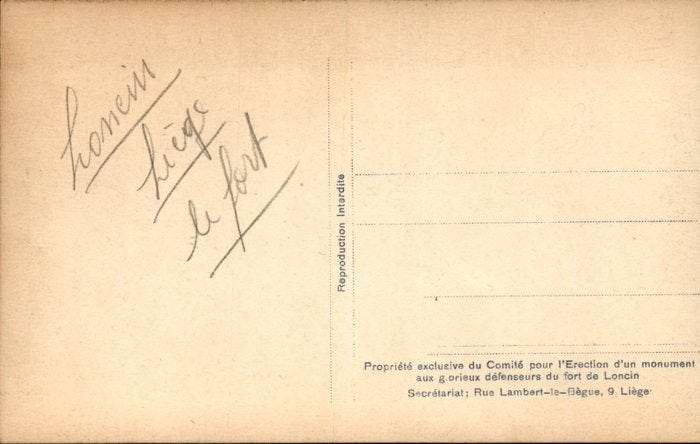 Loncin
Liège
le fort
Reproduction Interdite
Propriété exclusive du Comité pour l'Erection d'un monument
aux g.orieux défenseurs du fort de Loncin
Secrétariat; Rue Lambert-le-Bègue, 9 Liège